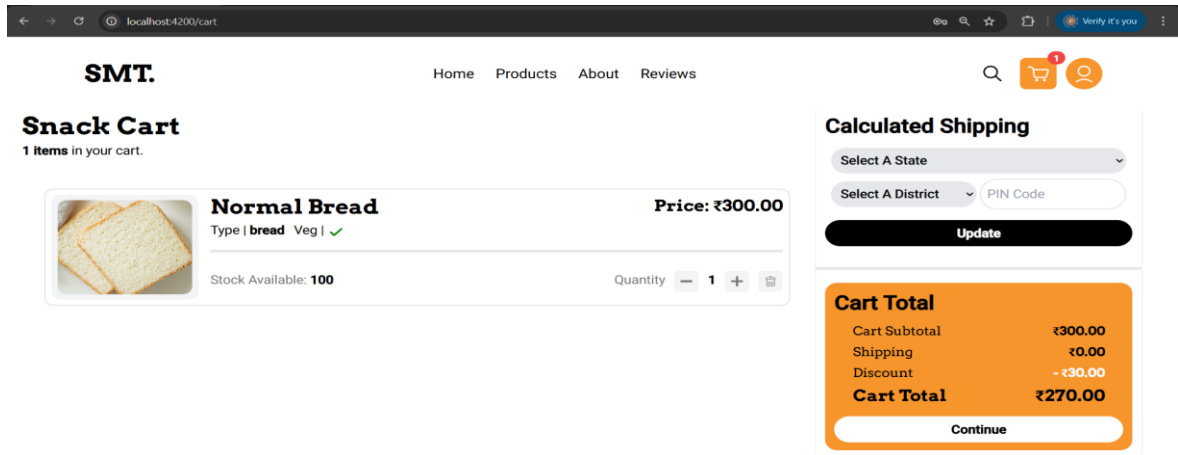 localhost:4200/cart
Verify it's you
SMT.
Home Products About Reviews
1
Snack Cart
1 items in your cart.
Normal Bread
Price: ₹300.00
Type | bread Veg |
Stock Available: 100
Quantity 1
Calculated Shipping
Select A State
Select A District PIN Code
Update
Cart Total
Cart Subtotal ₹300.00
Shipping ₹0.00
Discount - ₹30.00
Cart Total ₹270.00
Continue